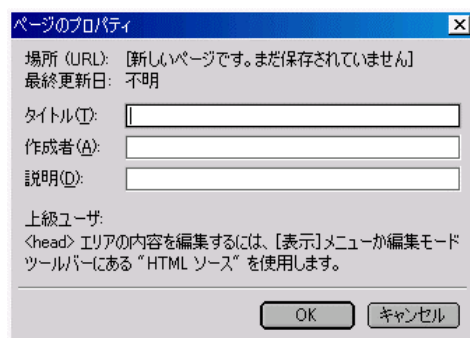 ページのプロパティ
場所 (URL): [新しいページです。まだ保存されていません]
最終更新日: 不明
タイトル(T):
作成者(A):
説明(D):
上級ユーザ:
<head> エリアの内容を編集するには、[表示]メニューか編集モード
ツールバーにある "HTML ソース" を使用します。
OK キャンセル